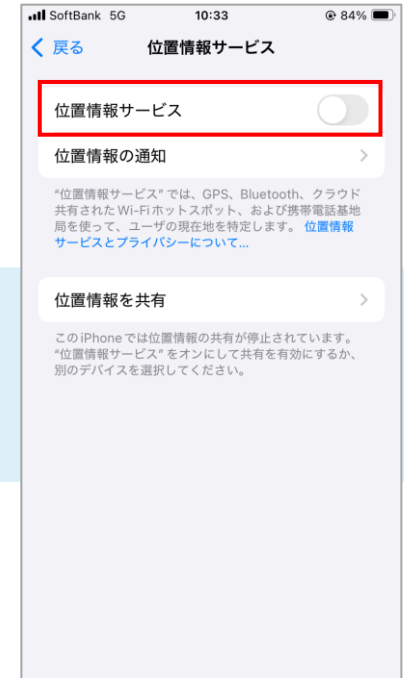 SoftBank 5G 10:33 84%
戻る 位置情報サービス
位置情報サービス
位置情報の通知
“位置情報サービス”では、GPS、Bluetooth、クラウド
共有されたWi-Fiホットスポット、および携帯電話基地
局を使って、ユーザの現在地を特定します。位置情報
サービスとプライバシーについて...
位置情報を共有
このiPhoneでは位置情報の共有が停止されています。
“位置情報サービス”をオンにして共有を有効にするか、
別のデバイスを選択してください。